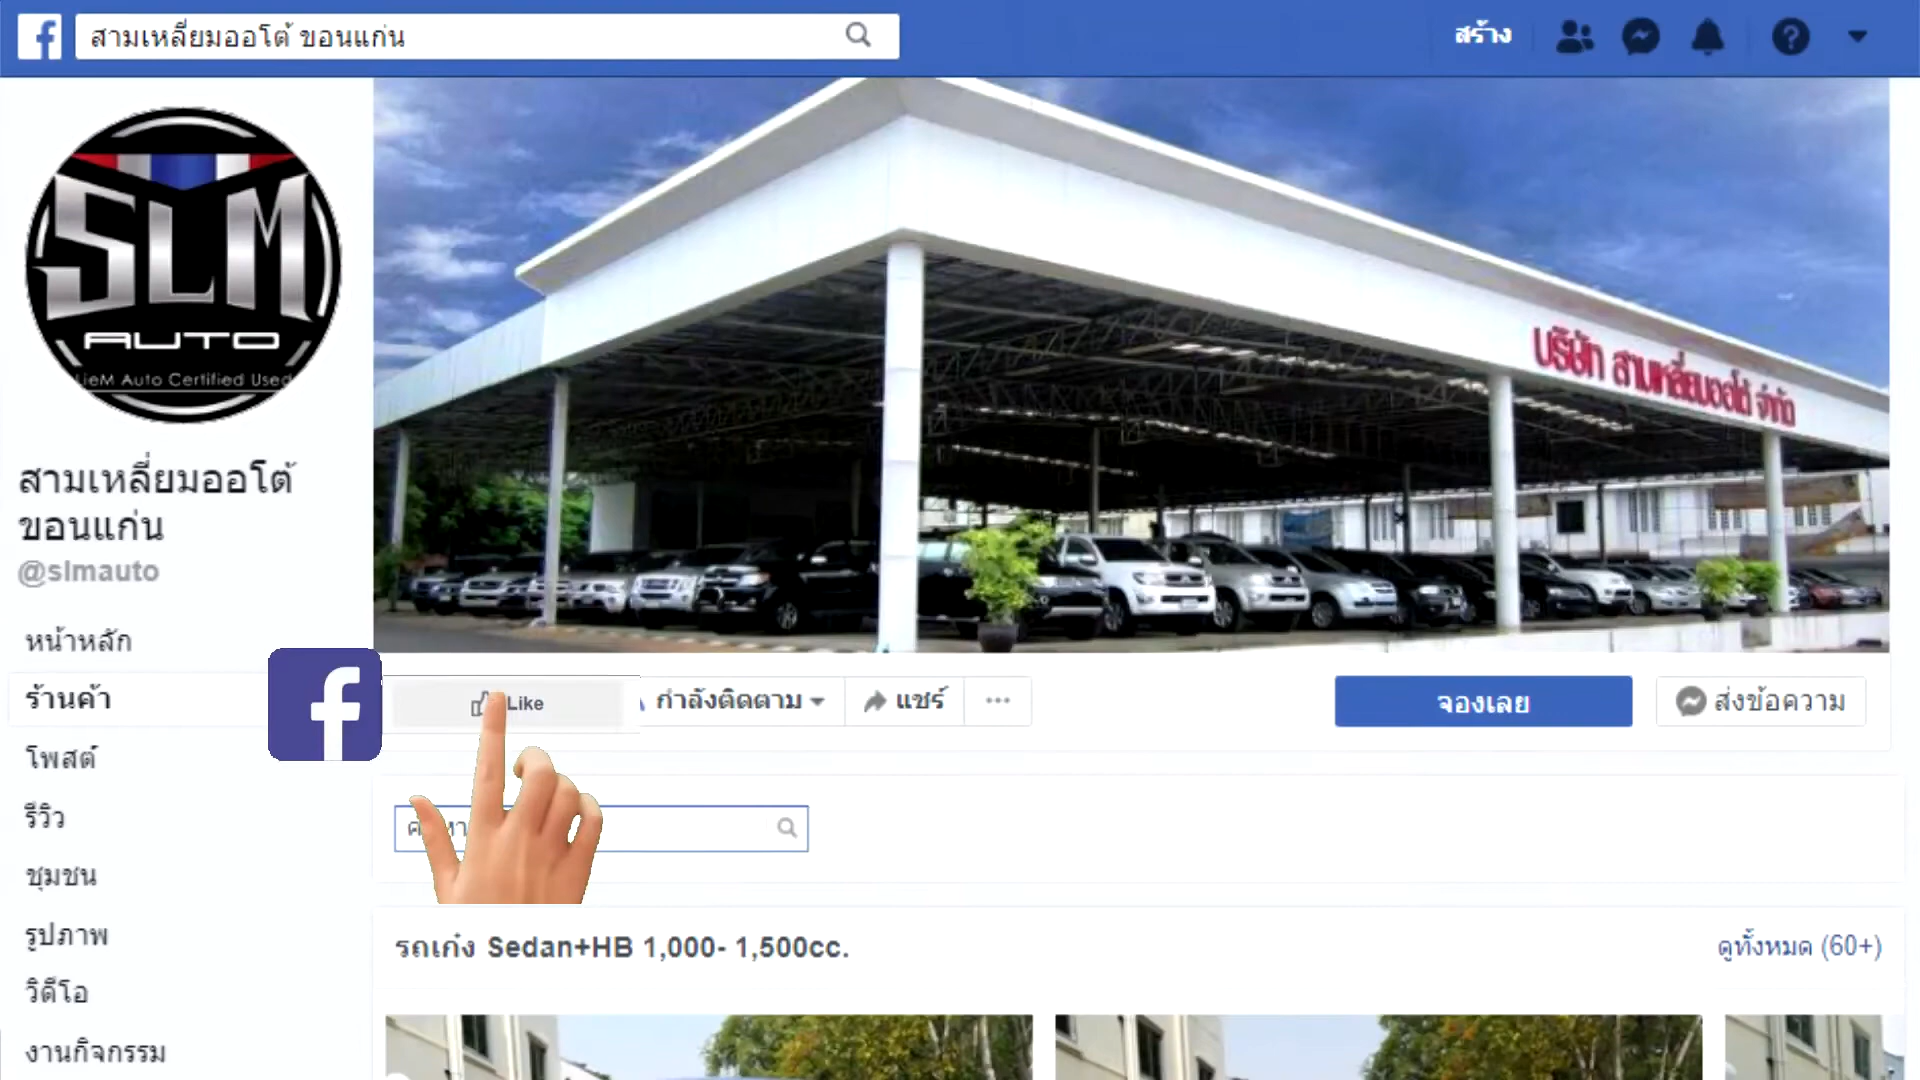 สามเหลี่ยมออโต้ ขอนแก่น
สร้าง
SLM
AUTO
LieM Auto Certified Used
บริษัท สามเหลี่ยมออโต้ จำกัด
สามเหลี่ยมออโต้
ขอนแก่น
@slmauto
หน้าหลัก
ร้านค้า
โพสต์
รีวิว
ชุมชน
รูปภาพ
วิดีโอ
งานกิจกรรม
Like
กำลังติดตาม
แชร์
จองเลย
ส่งข้อความ
รถเก๋ง Sedan+HB 1,000- 1,500cc.
ดูทั้งหมด (60+)